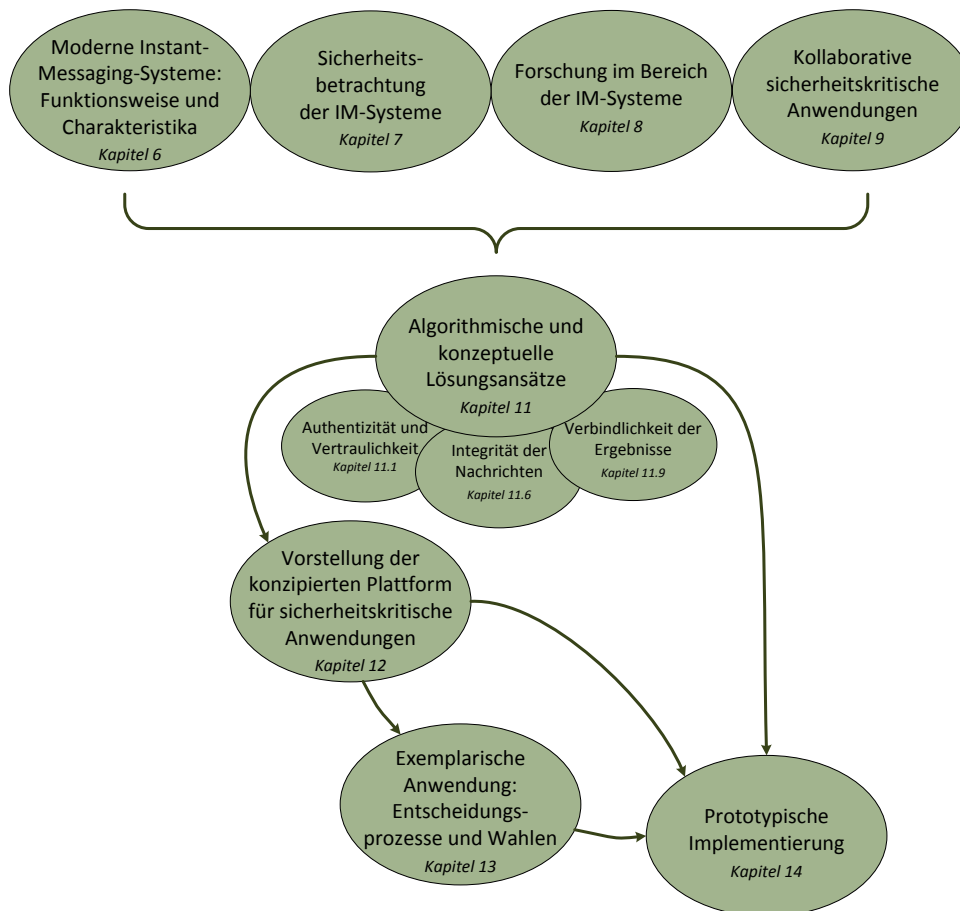 Moderne Instant-
Messaging-Systeme:
Funktionsweise und
Charakteristika
Kapitel 6
Sicherheits-
betrachtung
der IM-Systeme
Kapitel 7
Forschung im Bereich
der IM-Systeme
Kapitel 8
Kollaborative
sicherheitskritische
Anwendungen
Kapitel 9
Algorithmische und
konzeptuelle
Lösungsansätze
Kapitel 11
Authentizität und
Vertraulichkeit
Kapitel 11.1
Integrität der
Nachrichten
Kapitel 11.6
Verbindlichkeit der
Ergebnisse
Kapitel 11.9
Vorstellung der
konzipierten Plattform
für sicherheitskritische
Anwendungen
Kapitel 12
Exemplarische
Anwendung:
Entscheidungs-
prozesse und Wahlen
Kapitel 13
Prototypische
Implementierung
Kapitel 14